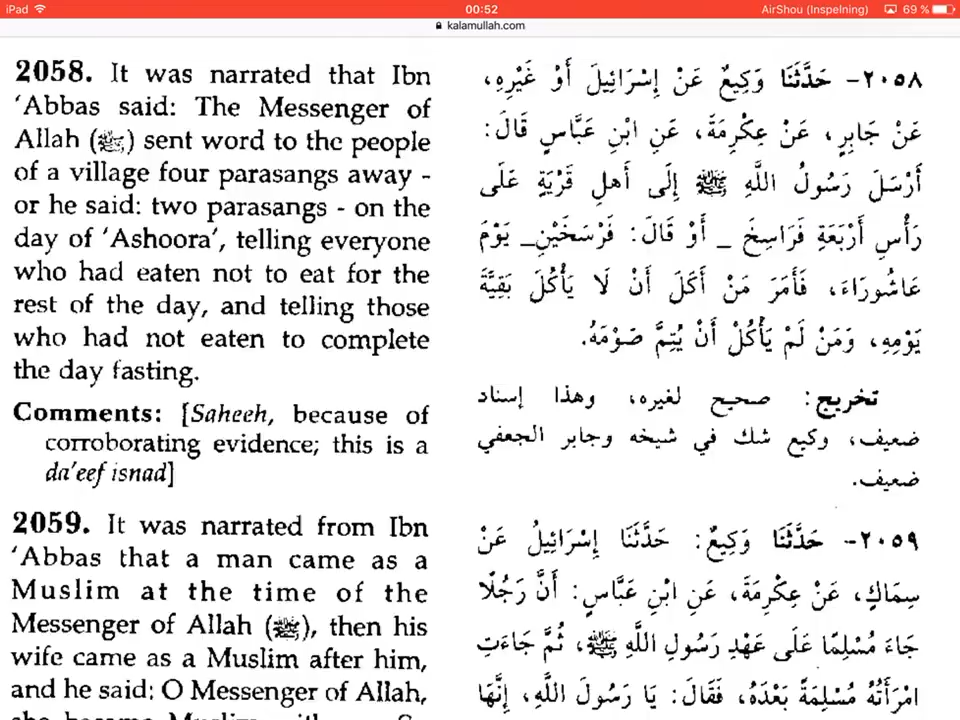 iPad 00:52 AirShou (Inspelning) 69 %
kalamullah.com
2058. It was narrated that Ibn
'Abbas said: The Messenger of
Allah (ﷺ) sent word to the people
of a village four parasangs away -
or he said: two parasangs - on the
day of 'Ashoora', telling everyone
who had eaten not to eat for the
rest of the day, and telling those
who had not eaten to complete
the day fasting.
Comments: [Saheeh, because of
corroborating evidence; this is a
da'eef isnad]
2059. It was narrated from Ibn
'Abbas that a man came as a
Muslim at the time of the
Messenger of Allah (ﷺ), then his
wife came as a Muslim after him,
and he said: O Messenger of Allah,
٢٠٥٨- حَدَّثَنَا وَكِيعٌ عَنْ إِسْرَائِيلَ أَوْ غَيْرِهِ،
عَنْ جَابِرٍ، عَنْ عِكْرِمَةَ، عَنِ ابْنِ عَبَّاسٍ قَالَ:
أَرْسَلَ رَسُولُ اللَّهِ ﷺ إِلَى أَهلِ قَرْيَةٍ عَلَى
رَأْسِ أَرْبَعَةِ فَرَاسِخَ _ أَوْ قَالَ: فَرْسَخَيْنِ_ يَوْمَ
عَاشُورَاءَ، فَأَمَرَ مَنْ أَكَلَ أَنْ لَا يَأْكُلَ بَقِيَّةَ
يَوْمِهِ، وَمَنْ لَمْ يَأْكُلْ أَنْ يُتِمَّ صَوْمَهُ.
تخريج: صحيح لغيره، وهذا إسناد
ضعيف، وكيع شك في شيخه وجابر الجعفي
ضعيف.
٢٠٥٩- حَدَّثَنَا وَكِيعٌ: حَدَّثَنَا إِسْرَائِيلُ عَنْ
سِمَاكٍ، عَنْ عِكْرِمَةَ، عَنِ ابْنِ عَبَّاسٍ: أَنَّ رَجُلًا
جَاءَ مُسْلِمًا عَلَى عَهْدِ رَسُولِ اللَّهِ ﷺ، ثُمَّ جَاءَتِ
امْرَأَتُهُ مُسْلِمَةً بَعْدَهُ، فَقَالَ: يَا رَسُولَ اللَّهِ، إِنَّهَا